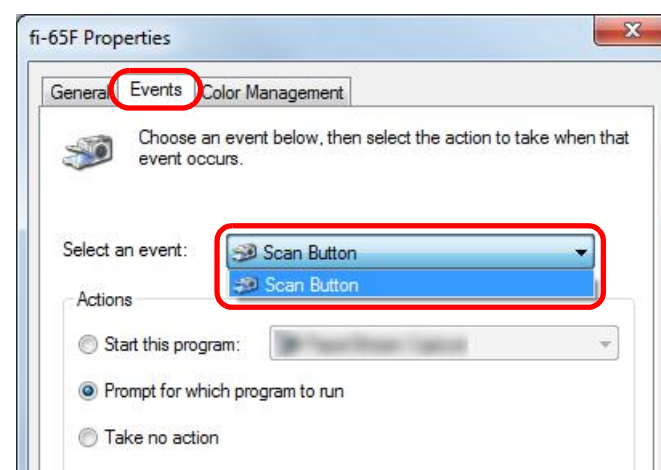 fi-65F Properties
General Events Color Management
Choose an event below, then select the action to take when that
event occurs.
Select an event: Scan Button
Scan Button
Actions
Start this program:
Prompt for which program to run
Take no action